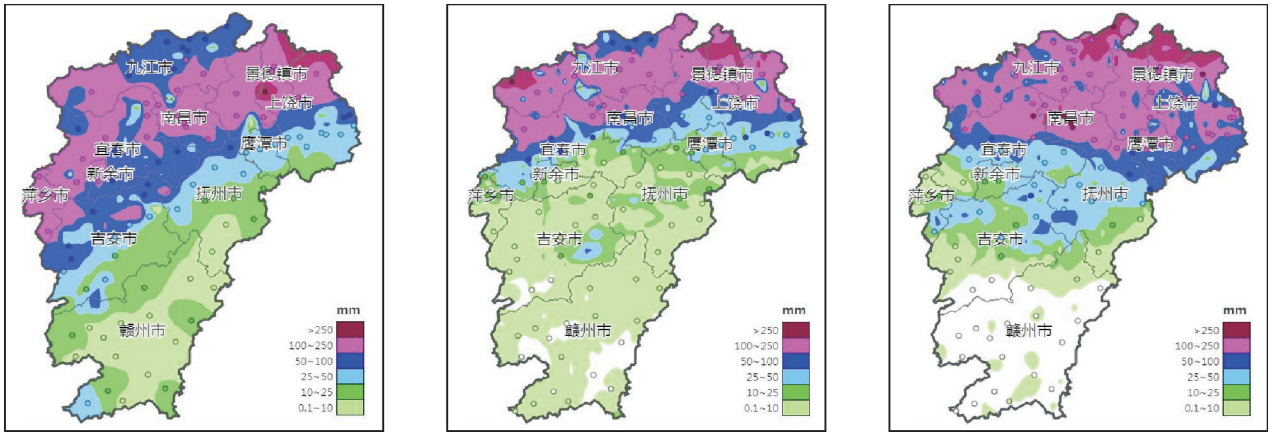 九江市
景德镇市
上饶市
南昌市
宜春市
鹰潭市
新余市
萍乡市
抚州市
吉安市
赣州市
mm
>250
100~250
50~100
25~50
10~25
0.1~10
九江市
景德镇市
上饶市
南昌市
宜春市
鹰潭市
新余市
萍乡市
抚州市
吉安市
赣州市
mm
>250
100~250
50~100
25~50
10~25
0.1~10
九江市
景德镇市
上饶市
南昌市
宜春市
鹰潭市
新余市
萍乡市
抚州市
吉安市
赣州市
mm
>250
100~250
50~100
25~50
10~25
0.1~10